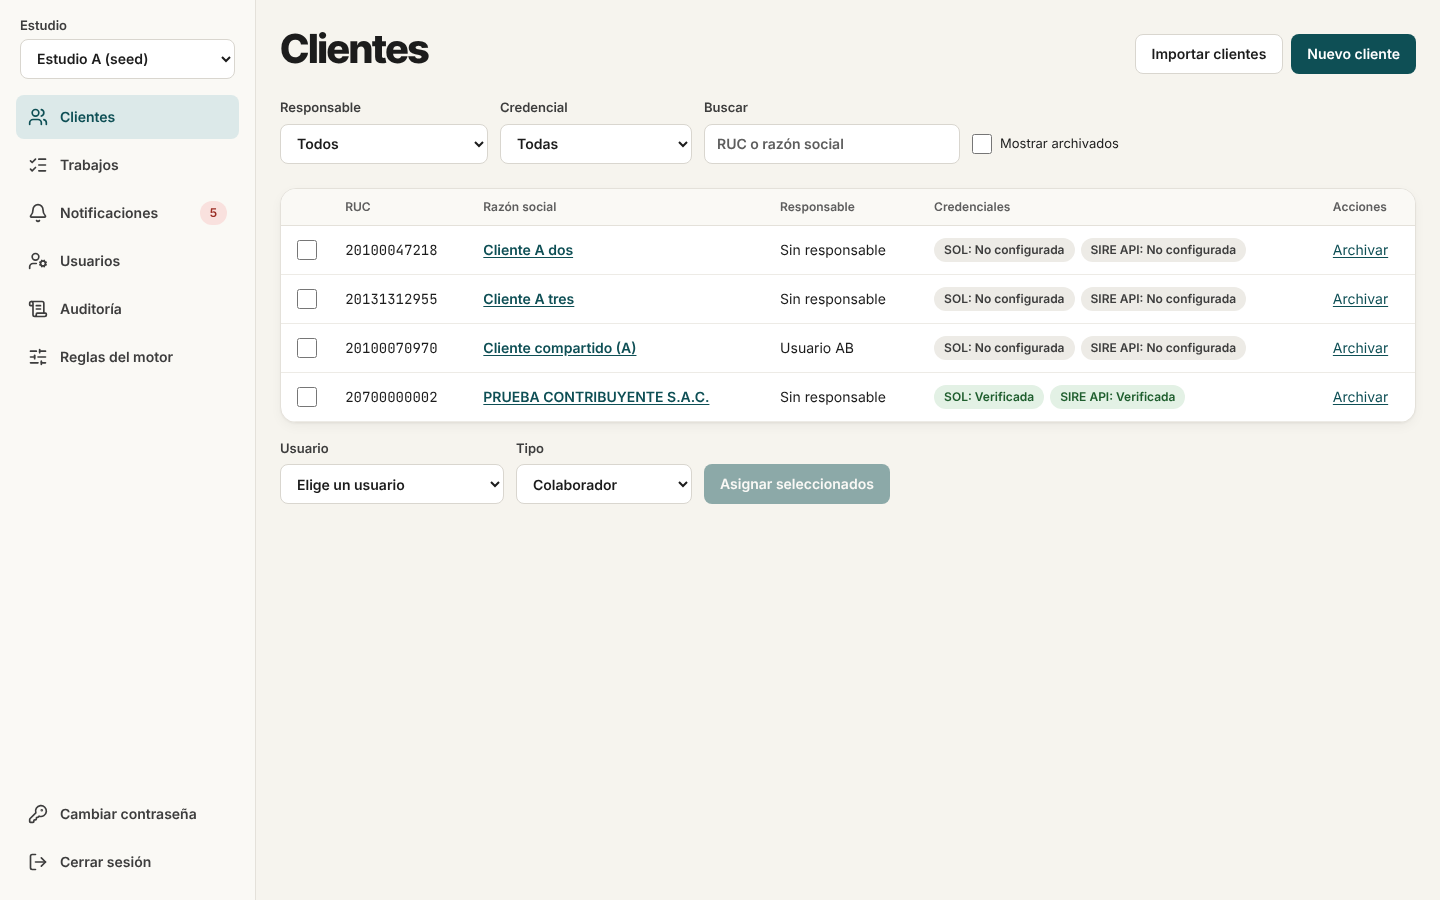 Estudio
Estudio A (seed)
Clientes
Trabajos
Notificaciones 5
Usuarios
Auditoría
Reglas del motor
Cambiar contraseña
Cerrar sesión
Clientes
Importar clientes
Nuevo cliente
Responsable
Todos
Credencial
Todas
Buscar
RUC o razón social
Mostrar archivados
RUC Razón social Responsable Credenciales Acciones
20100047218 Cliente A dos Sin responsable SOL: No configurada SIRE API: No configurada Archivar
20131312955 Cliente A tres Sin responsable SOL: No configurada SIRE API: No configurada Archivar
20100070970 Cliente compartido (A) Usuario AB SOL: No configurada SIRE API: No configurada Archivar
20700000002 PRUEBA CONTRIBUYENTE S.A.C. Sin responsable SOL: Verificada SIRE API: Verificada Archivar
Usuario
Elige un usuario
Tipo
Colaborador
Asignar seleccionados